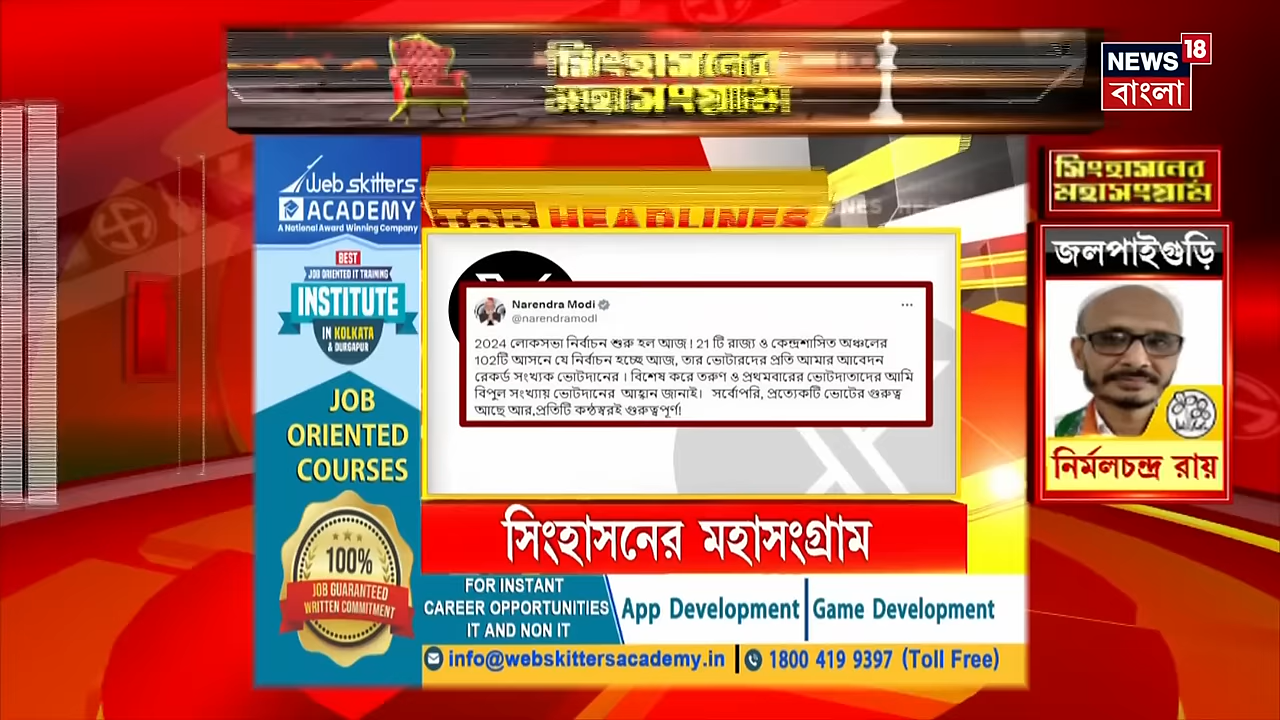 সিংহাসনের
মহাসংগ্রাম
NEWS 18
বাংলা
Web skitters
ACADEMY
A National Award Winning Company
BEST
JOB ORIENTED IT TRAINING
INSTITUTE
IN KOLKATA
& DURGAPUR
JOB
ORIENTED
COURSES
100%
JOB GUARANTEED
WRITTEN COMMITMENT
TOP HEADLINES
Narendra Modi
@narendramodi
2024 লোকসভা নির্বাচন শুরু হল আজ ! 21 টি রাজ্য ও কেন্দ্রশাসিত অঞ্চলের
102টি আসনে যে নির্বাচন হচ্ছে আজ, তার ভোটারদের প্রতি আমার আবেদন
রেকর্ড সংখ্যক ভোটদানের । বিশেষ করে তরুণ ও প্রথমবারের ভোটদাতাদের আমি
বিপুল সংখ্যায় ভোটদানের আহ্বান জানাই। সর্বোপরি, প্রত্যেকটি ভোটের গুরুত্ব
আছে আর,প্রতিটি কণ্ঠস্বরই গুরুত্বপূর্ণ!
সিংহাসনের মহাসংগ্রাম
FOR INSTANT
CAREER OPPORTUNITIES
IT AND NON IT
App Development
Game Development
info@webskittersacademy.in
1800 419 9397 (Toll Free)
সিংহাসনের
মহাসংগ্রাম
জলপাইগুড়ি
নির্মলচন্দ্র রায়